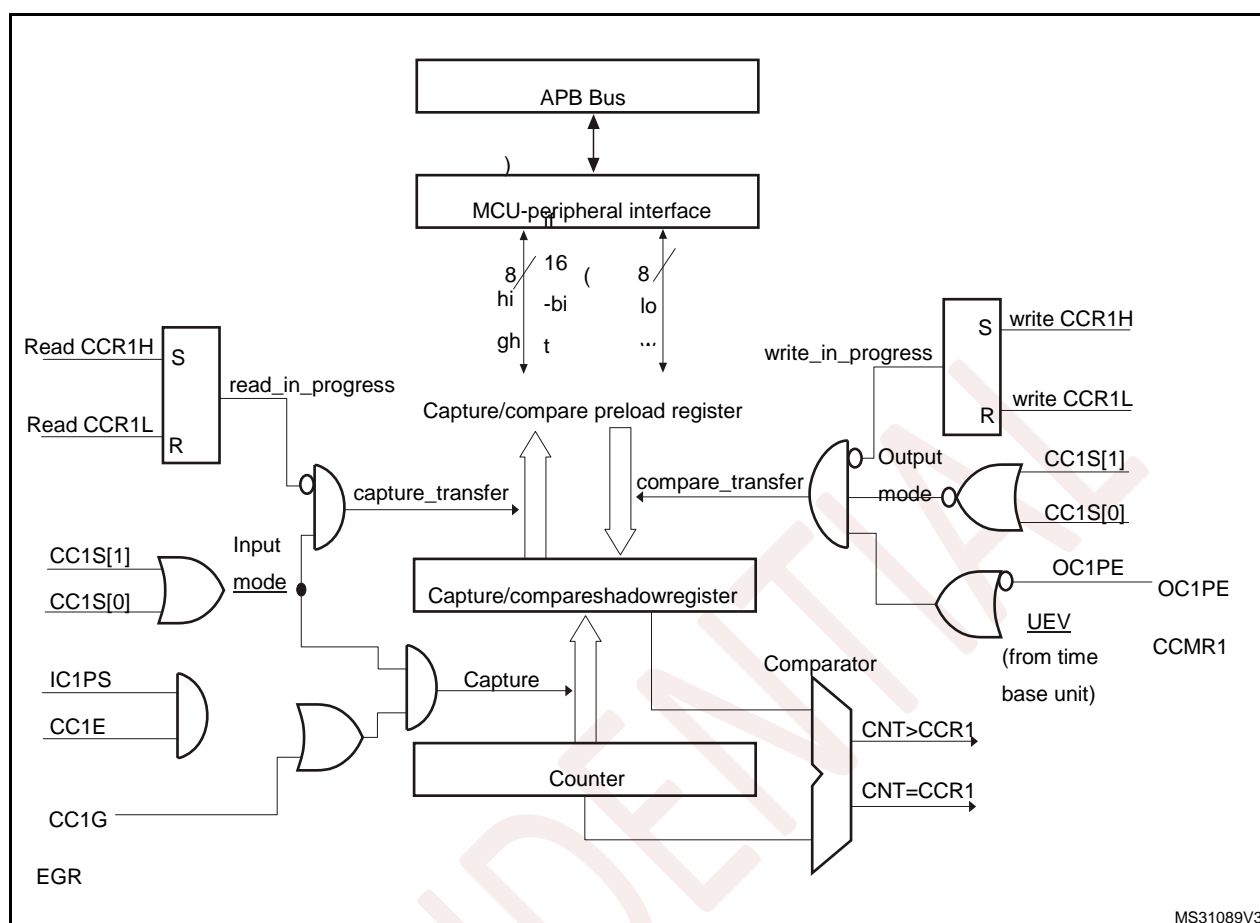 APB Bus
)
MCU-peripheral interface
if
8
16
(
8
hi
-bi
lo
gh
t
w
Read CCR1H
S
read_in_progress
Read CCR1L
R
write_in_progress
S
write CCR1H
R
write CCR1L
Capture/compare preload register
capture_transfer
compare_transfer
Output
mode
CC1S[1]
CC1S[0]
CC1S[1]
CC1S[0]
Input
mode
Capture/compareshadowregister
OC1PE
OC1PE
UEV
CCMR1
(from time
base unit)
IC1PS
CC1E
Capture
Comparator
CNT>CCR1
Counter
CNT=CCR1
CC1G
EGR
MS31089V3